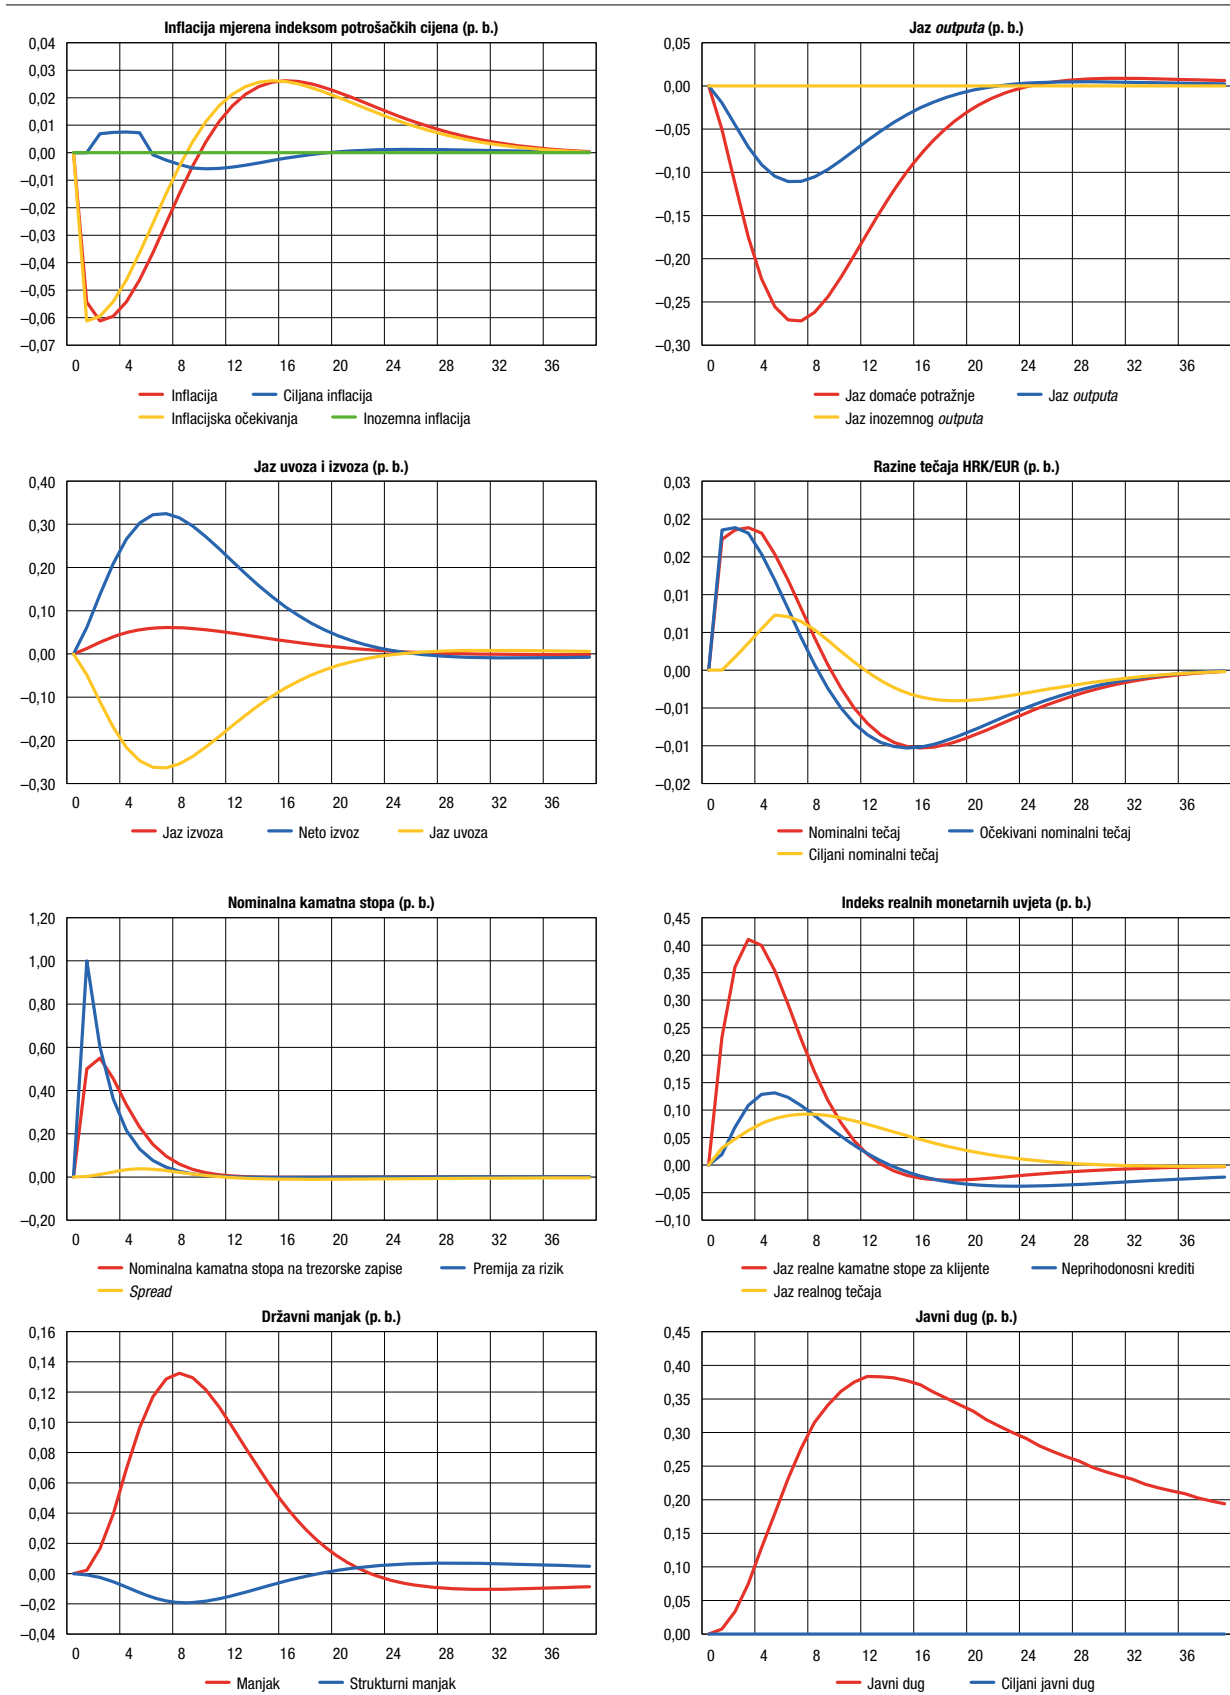 Inflacija mjerena indeksom potrošačkih cijena (p. b.)
0,04
0,03
0,02
0,01
0,00
–0,01
–0,02
–0,03
–0,04
–0,05
–0,06
–0,07
0 4 8 12 16 20 24 28 32 36
Inflacija Ciljana inflacija
Inflacijska očekivanja Inozemna inflacija
Jaz outputa (p. b.)
0,05
0,00
–0,05
–0,10
–0,15
–0,20
–0,25
–0,30
0 4 8 12 16 20 24 28 32 36
Jaz domaće potražnje Jaz outputa
Jaz inozemnog outputa
Jaz uvoza i izvoza (p. b.)
0,40
0,30
0,20
0,10
0,00
–0,10
–0,20
–0,30
0 4 8 12 16 20 24 28 32 36
Jaz izvoza Neto izvoz Jaz uvoza
Razine tečaja HRK/EUR (p. b.)
0,03
0,02
0,02
0,01
0,01
0,00
–0,01
–0,01
–0,02
0 4 8 12 16 20 24 28 32 36
Nominalni tečaj Očekivani nominalni tečaj
Ciljani nominalni tečaj
Nominalna kamatna stopa (p. b.)
1,20
1,00
0,80
0,60
0,40
0,20
0,00
–0,20
0 4 8 12 16 20 24 28 32 36
Nominalna kamatna stopa na trezorske zapise Premija za rizik
Spread
Indeks realnih monetarnih uvjeta (p. b.)
0,45
0,40
0,35
0,30
0,25
0,20
0,15
0,10
0,05
0,00
–0,05
–0,10
0 4 8 12 16 20 24 28 32 36
Jaz realne kamatne stope za klijente Neprihodonosni krediti
Jaz realnog tečaja
Državni manjak (p. b.)
0,16
0,14
0,12
0,10
0,08
0,06
0,04
0,02
0,00
–0,02
–0,04
0 4 8 12 16 20 24 28 32 36
Manjak Strukturni manjak
Javni dug (p. b.)
0,45
0,40
0,35
0,30
0,25
0,20
0,15
0,10
0,05
0,00
0 4 8 12 16 20 24 28 32 36
Javni dug Ciljani javni dug